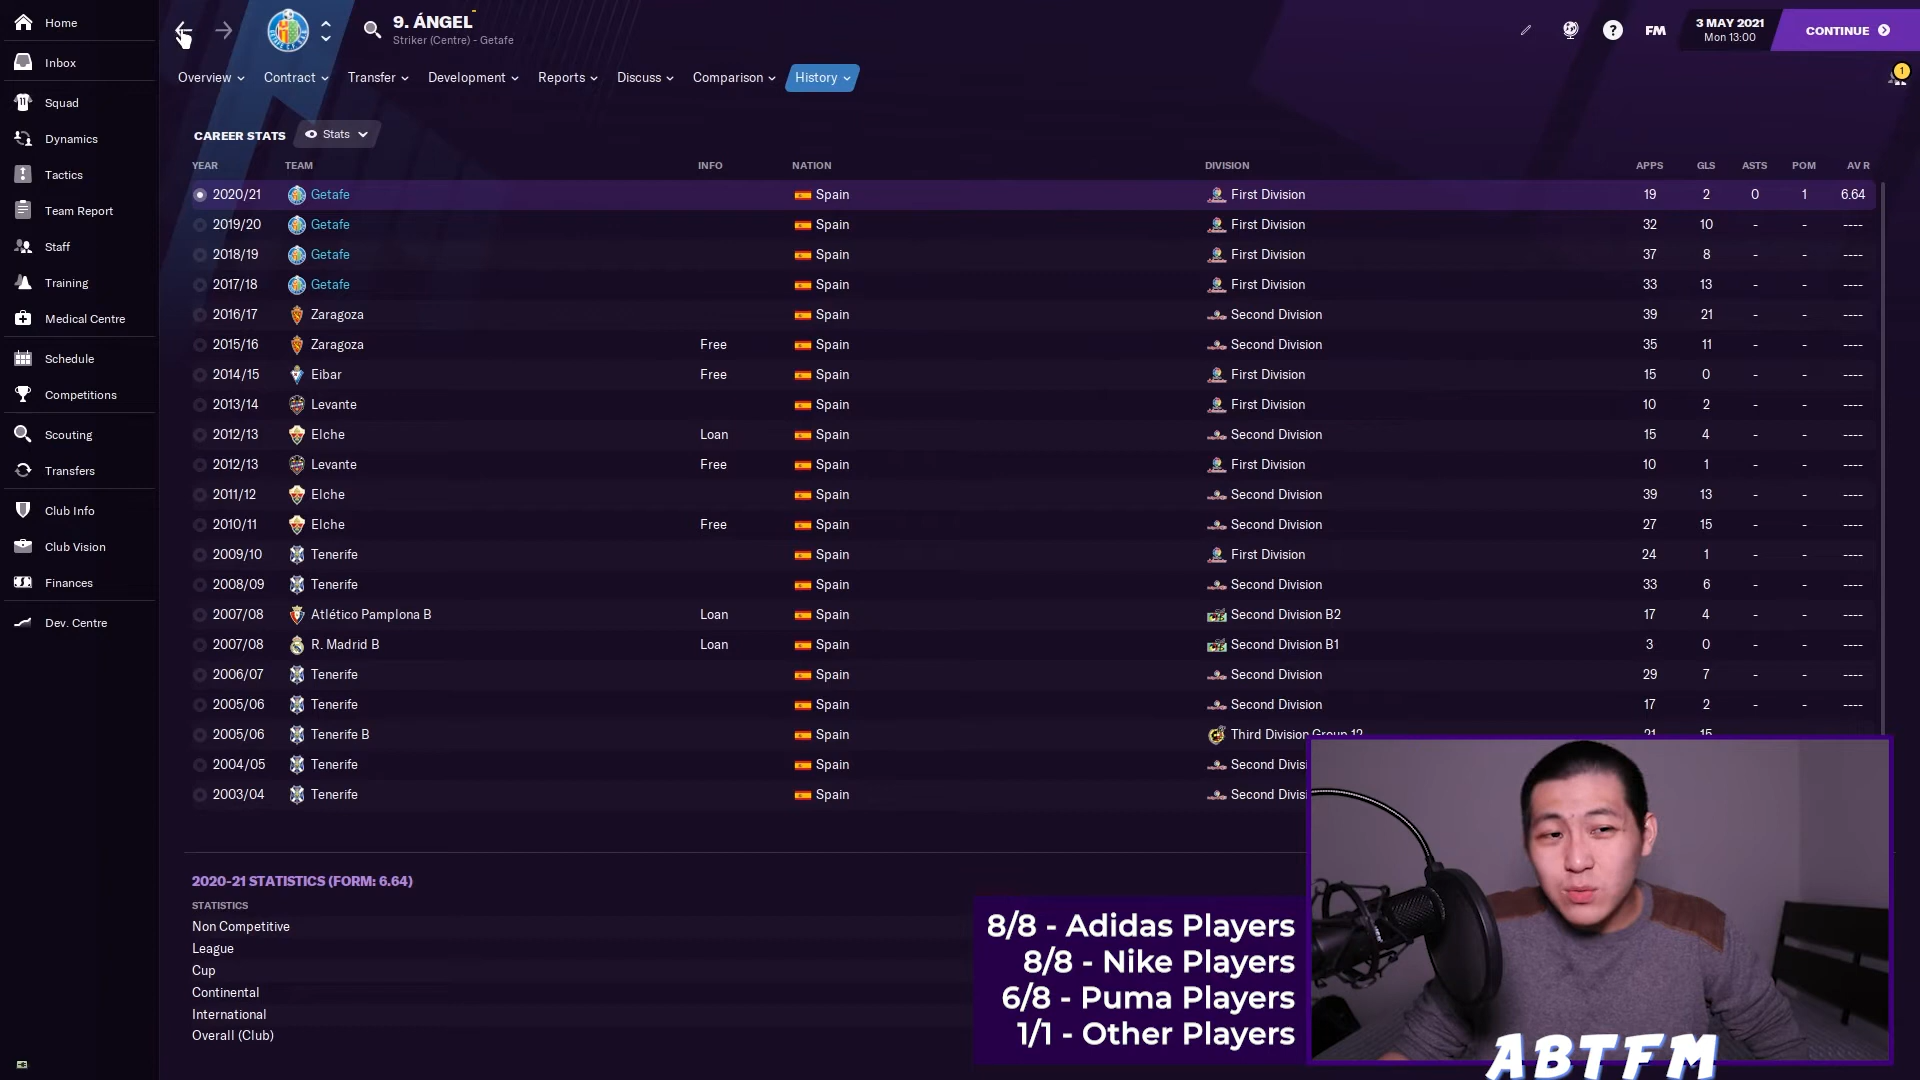 Home
Inbox
Squad
Dynamics
Tactics
Team Report
Staff
Training
Medical Centre
Schedule
Competitions
Scouting
Transfers
Club Info
Club Vision
Finances
Dev. Centre
9. ÁNGEL
Striker (Centre) - Getafe
FM
3 MAY 2021
Mon 13:00
CONTINUE
1
Overview Contract Transfer Development Reports Discuss Comparison History
CAREER STATS Stats
YEAR TEAM INFO NATION DIVISION APPS GLS ASTS POM AV R
2020/21 Getafe Spain First Division 19 2 0 1 6.64
2019/20 Getafe Spain First Division 32 10 - - ----
2018/19 Getafe Spain First Division 37 8 - - ----
2017/18 Getafe Spain First Division 33 13 - - ----
2016/17 Zaragoza Spain Second Division 39 21 - - ----
2015/16 Zaragoza Free Spain Second Division 35 11 - - ----
2014/15 Eibar Free Spain First Division 15 0 - - ----
2013/14 Levante Spain First Division 10 2 - - ----
2012/13 Elche Loan Spain Second Division 15 4 - - ----
2012/13 Levante Free Spain First Division 10 1 - - ----
2011/12 Elche Spain Second Division 39 13 - - ----
2010/11 Elche Free Spain Second Division 27 15 - - ----
2009/10 Tenerife Spain First Division 24 1 - - ----
2008/09 Tenerife Spain Second Division 33 6 - - ----
2007/08 Atlético Pamplona B Loan Spain Second Division B2 17 4 - - ----
2007/08 R. Madrid B Loan Spain Second Division B1 3 0 - - ----
2006/07 Tenerife Spain Second Division 29 7 - - ----
2005/06 Tenerife Spain Second Division 17 2 - - ----
2005/06 Tenerife B Spain Third Division Group 12 21 15 - - ----
2004/05 Tenerife Spain Second Divisi
2003/04 Tenerife Spain Second Divisi
2020-21 STATISTICS (FORM: 6.64)
STATISTICS
Non Competitive
League
Cup
Continental
International
Overall (Club)
8/8 - Adidas Players
8/8 - Nike Players
6/8 - Puma Players
1/1 - Other Players
ABTFM